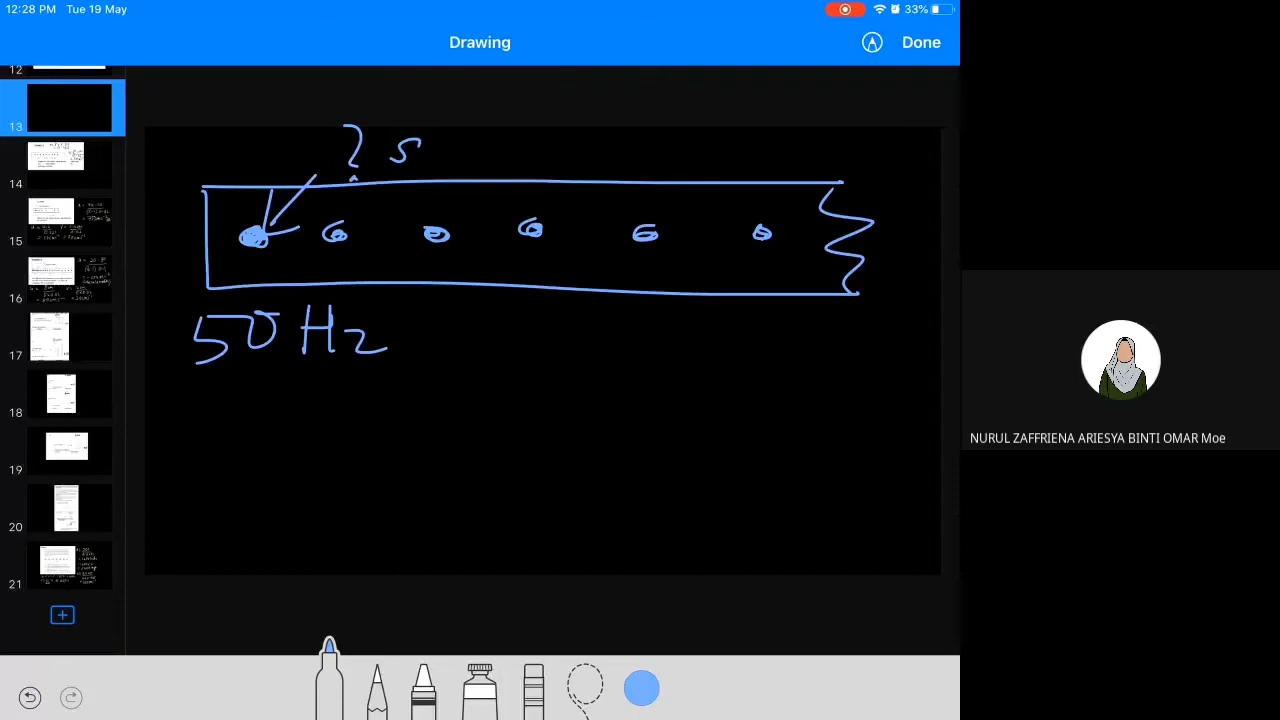 12:28 PM Tue 19 May
33%
Drawing
Done
12
13
14
15
16
17
18
19
20
21
? s
50 Hz
NURUL ZAFFRIENA ARIESYA BINTI OMAR Moe